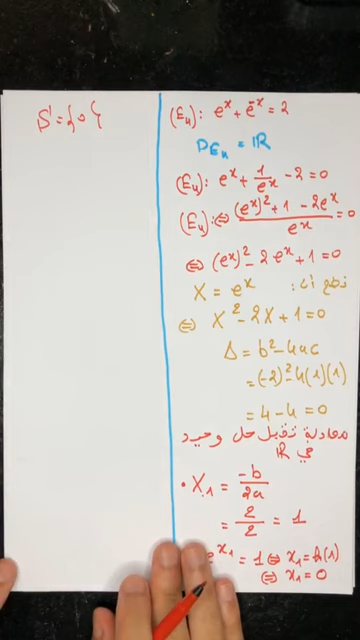 (E₄): eˣ + e⁻ˣ = 2
D_E₄ = ℝ
(E₄): eˣ + 1/eˣ - 2 = 0
(E₄): ⇔ ((eˣ)² + 1 - 2eˣ)/eˣ = 0
⇔ (eˣ)² - 2eˣ + 1 = 0
نضع أن: X = eˣ
⇔ X² - 2X + 1 = 0
Δ = b² - 4ac
= (-2)² - 4(1)(1)
= 4 - 4 = 0
معادلة تقبل حل وحيد
في ℝ
• X₁ = -b/2a
= 2/2 = 1
e^x₁ = 1 ⇔ x₁ = ln(1)
⇔ x₁ = 0
S = {0}